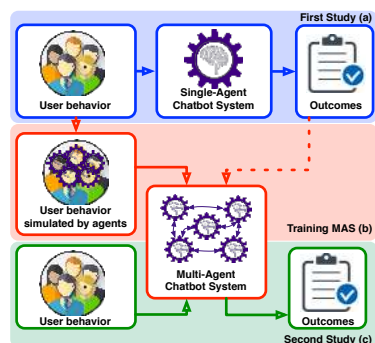 First Study (a)
User behavior
Single-Agent
Chatbot System
Outcomes
User behavior
simulated by agents
Training MAS (b)
Multi-Agent
Chatbot System
User behavior
Outcomes
Second Study (c)